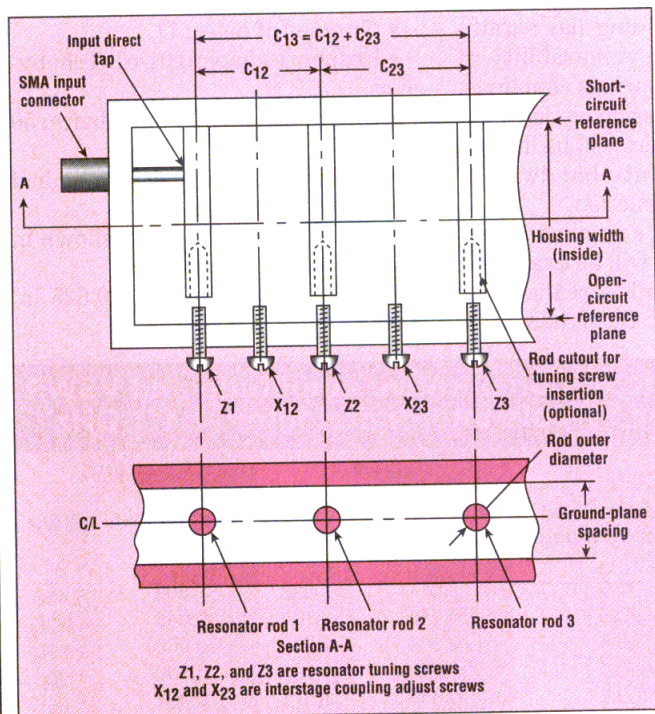 C13 = C12 + C23
Input direct
tap
C12
C23
SMA input
connector
Short-
circuit
reference
plane
A
A
Housing width
(inside)
Open-
circuit
reference
plane
Rod cutout for
tuning screw
insertion
(optional)
Z1
X12
Z2
X23
Z3
Rod outer
diameter
C/L
Ground-plane
spacing
Resonator rod 1
Resonator rod 2
Resonator rod 3
Section A-A
Z1, Z2, and Z3 are resonator tuning screws
X12 and X23 are interstage coupling adjust screws